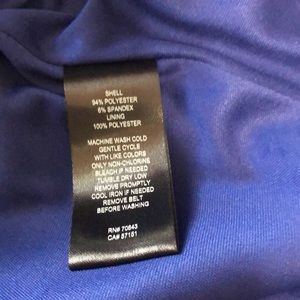 SHELL
94% POLYESTER
6% SPANDEX
LINING
100% POLYESTER
MACHINE WASH COLD
GENTLE CYCLE
WITH LIKE COLORS
ONLY NON-CHLORINE
BLEACH IF NEEDED
TUMBLE DRY LOW
REMOVE PROMPTLY
COOL IRON IF NEEDED
REMOVE BELT
BEFORE WASHING
RN# 70843
CA# 57151